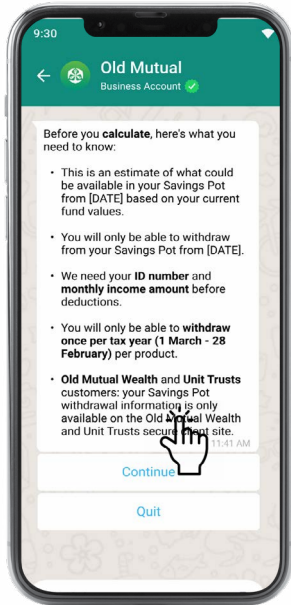 9:30
Old Mutual
Business Account
Before you calculate, here's what you
need to know:
• This is an estimate of what could
be available in your Savings Pot
from [DATE] based on your current
fund values.
• You will only be able to withdraw
from your Savings Pot from [DATE].
• We need your ID number and
monthly income amount before
deductions.
• You will only be able to withdraw
once per tax year (1 March - 28
February) per product.
• Old Mutual Wealth and Unit Trusts
customers: your Savings Pot
withdrawal information is only
available on the Old Mutual Wealth
and Unit Trusts secure client site.
11:41 AM
Continue
Quit